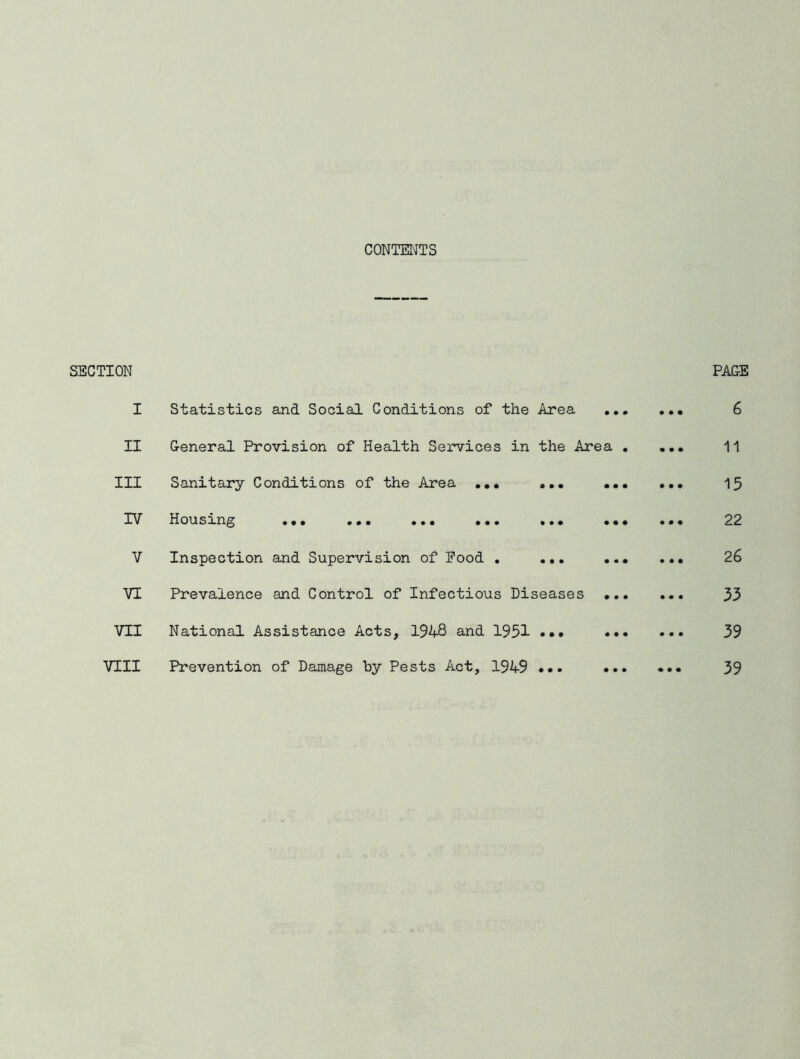 CONTENTS
SECTION PAGE
I Statistics and Social Conditions of the Area ... ... 6
II General Provision of Health Services in the Area . ... 11
III Sanitary Conditions of the Area ... ... ... ... 15
IV Housing ... ... ... ... ... ... ... 22
V Inspection and Supervision of Food . ... ... ... 26
VI Prevalence and Control of Infectious Diseases ... ... 33
VII National Assistance Acts, 1948 and 1951 ... ... ... 39
VIII Prevention of Damage by Pests Act, 1949 ... ... ... 39